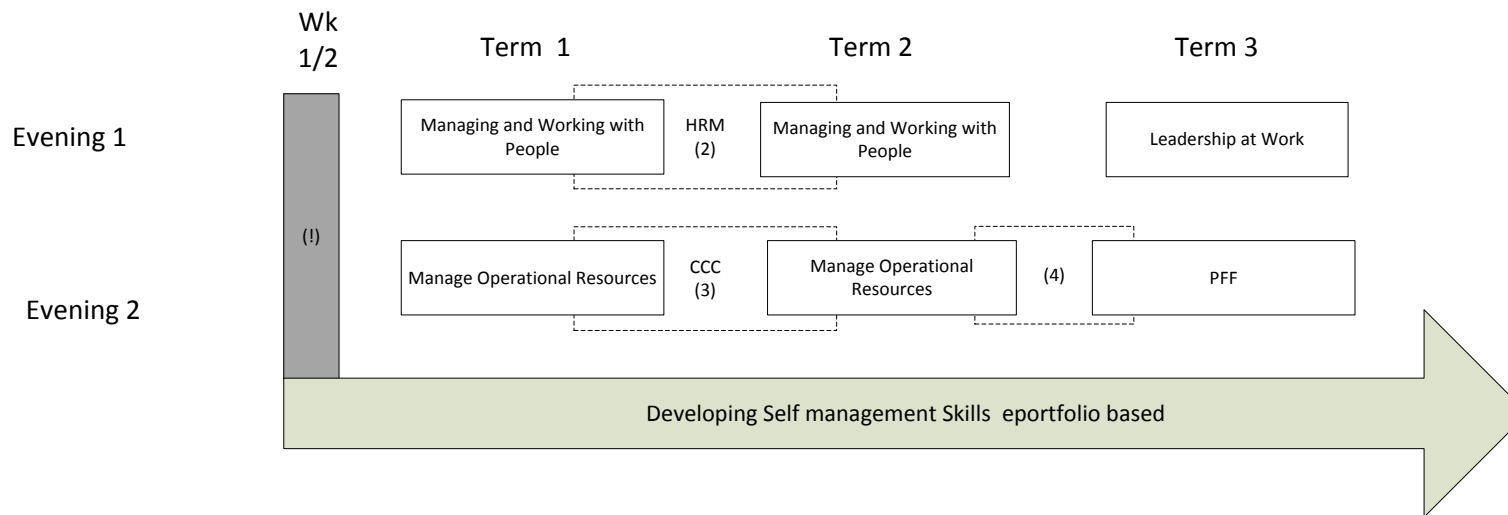 Wk
1/2
Term 1
Term 2
Term 3
Evening 1
Managing and Working with
People
HRM
(2)
Managing and Working with
People
Leadership at Work
(!)
Evening 2
Manage Operational Resources
CCC
(3)
Manage Operational
Resources
(4)
PFF
Developing Self management Skills eportfolio based